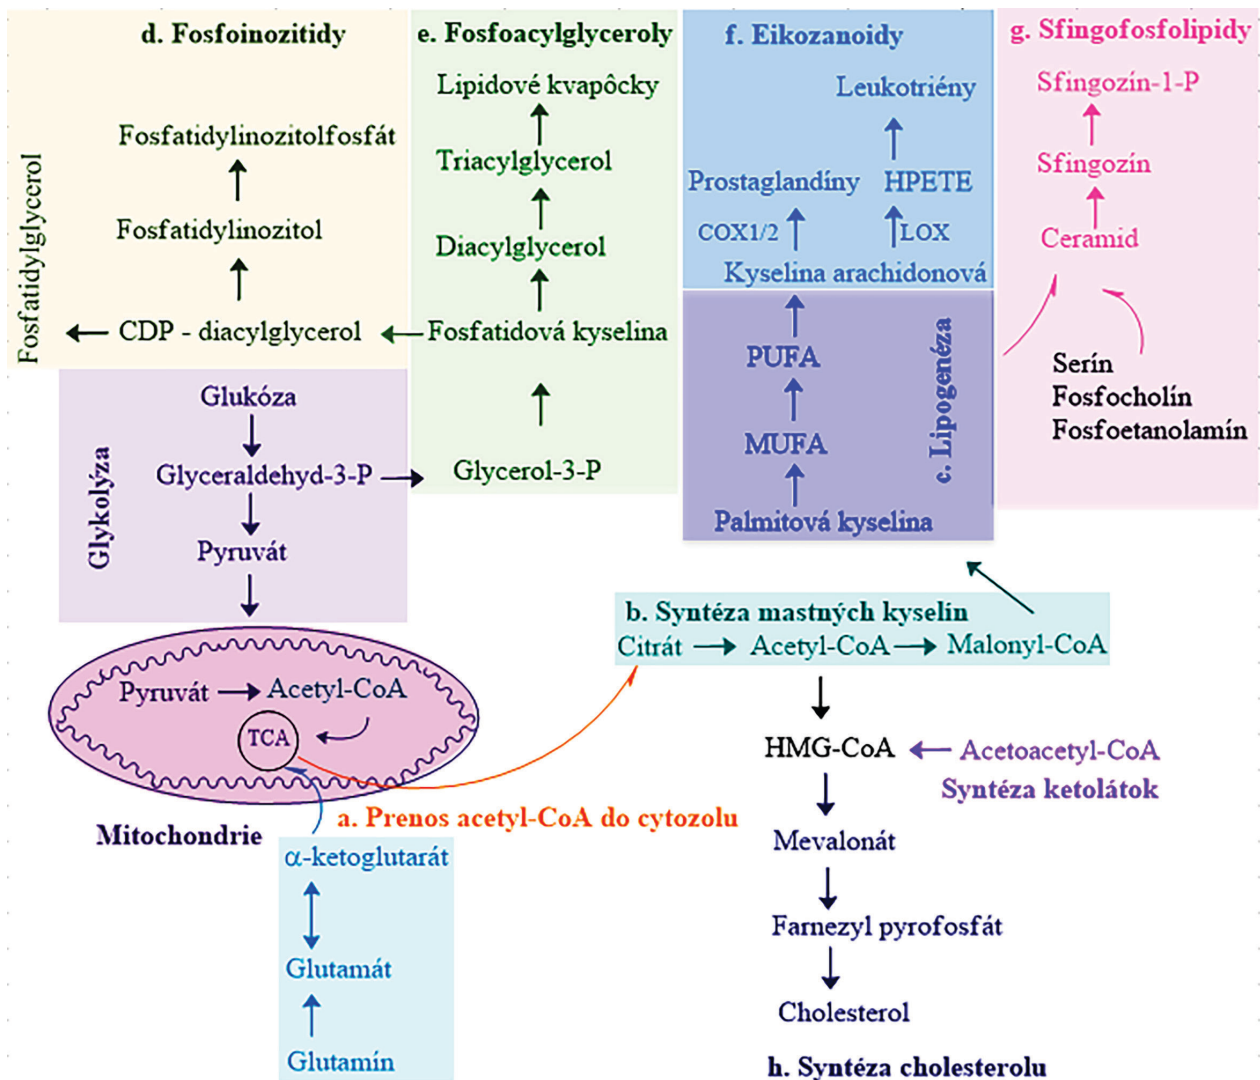 d. Fosfoinozitidy
Fosfatidylinozitolfosfát
Fosfatidylinozitol
CDP - diacylglycerol
Fosfatidylglycerol
e. Fosfoacylglyceroly
Lipidové kvapôcky
Triacylglycerol
Diacylglycerol
Fosfatidová kyselina
Glycerol-3-P
f. Eikozanoidy
Leukotriény
Prostaglandíny
HPETE
COX1/2
LOX
Kyselina arachidonová
c. Lipogenéza
PUFA
MUFA
Palmitová kyselina
g. Sfingofosfolipidy
Sfingozín-1-P
Sfingozín
Ceramid
Serín
Fosfocholín
Fosfoetanolamín
Glykolýza
Glukóza
Glyceraldehyd-3-P
Pyruvát
Pyruvát
Acetyl-CoA
TCA
Mitochondrie
a. Prenos acetyl-CoA do cytozolu
α-ketoglutarát
Glutamát
Glutamín
b. Syntéza mastných kyselin
Citrát
Acetyl-CoA
Malonyl-CoA
HMG-CoA
Acetoacetyl-CoA
Syntéza ketolátok
Mevalonát
Farnezyl pyrofosfát
Cholesterol
h. Syntéza cholesterolu